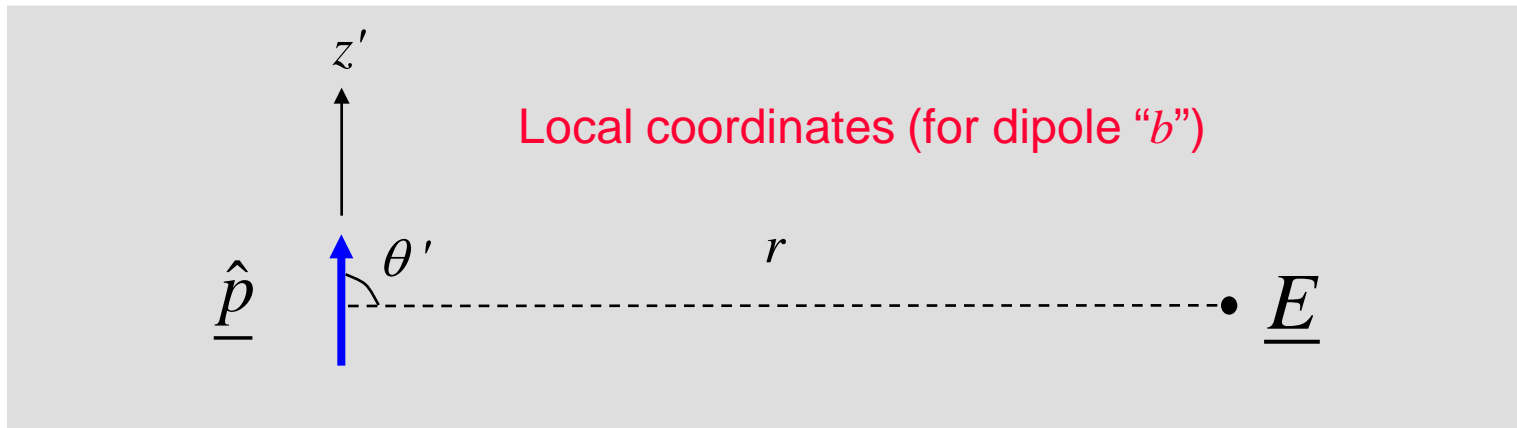 z′
Local coordinates (for dipole “b”)
θ′
r
p̲̂
E̲